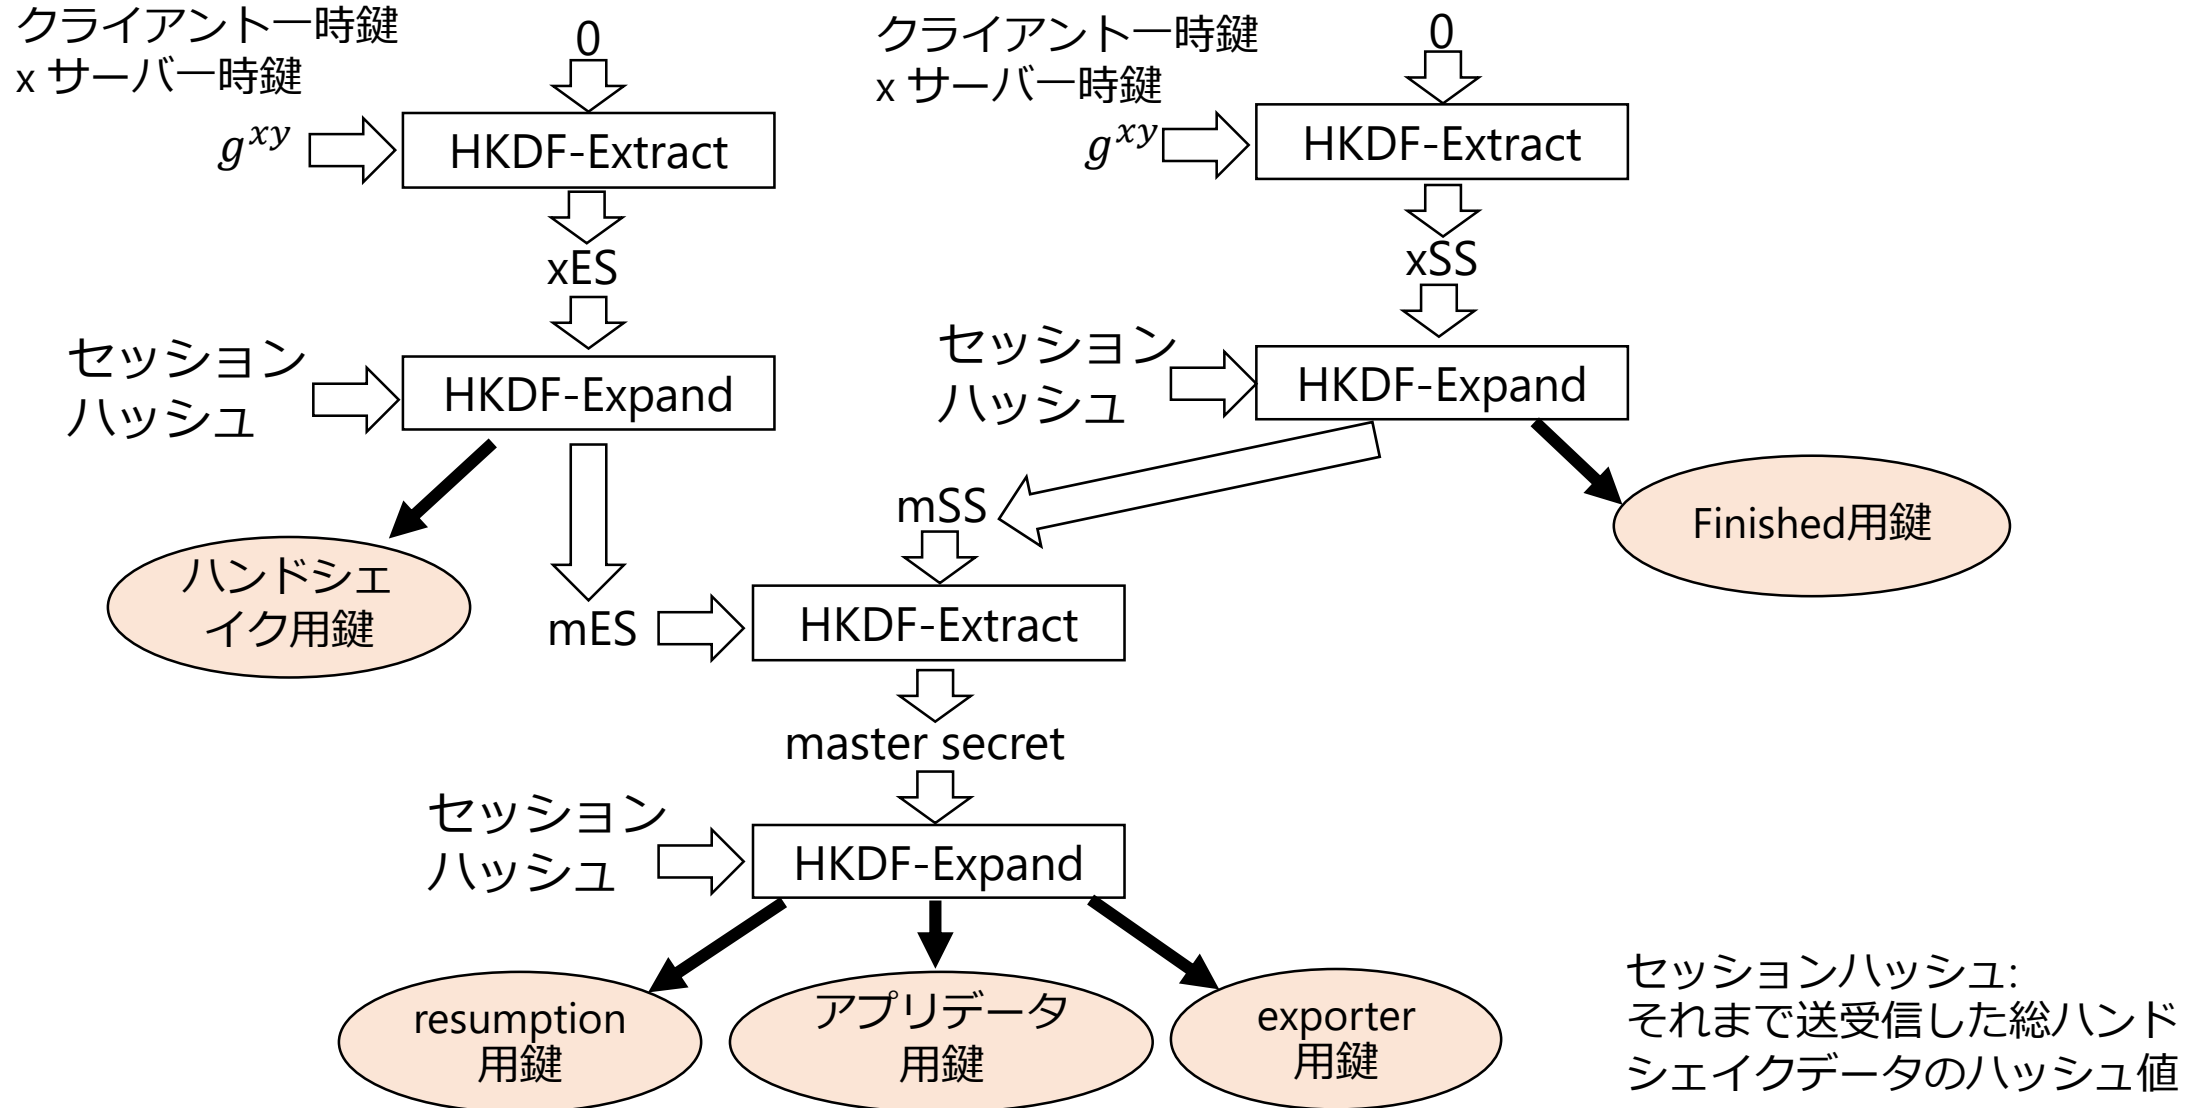 クライアント一時鍵
x サーバ一時鍵
0
g^{xy}
HKDF-Extract
xES
セッション
ハッシュ
HKDF-Expand
ハンドシェ
イク用鍵
mES
クライアント一時鍵
x サーバ一時鍵
0
g^{xy}
HKDF-Extract
xSS
セッション
ハッシュ
HKDF-Expand
mSS
Finished用鍵
HKDF-Extract
master secret
セッション
ハッシュ
HKDF-Expand
resumption
用鍵
アプリデータ
用鍵
exporter
用鍵
セッションハッシュ:
それまで送受信した総ハンド
シェイクデータのハッシュ値